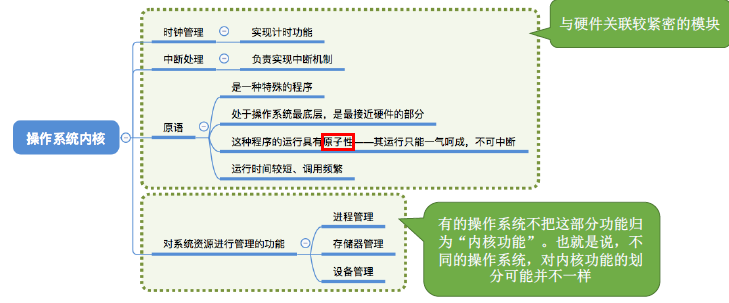 与硬件关联较紧密的模块
时钟管理
实现计时功能
中断处理
负责实现中断机制
是一种特殊的程序
处于操作系统最底层，是最接近硬件的部分
操作系统内核
原语
这种程序的运行具有原子性——其运行只能一气呵成，不可中断
运行时间较短、调用频繁
进程管理
对系统资源进行管理的功能
存储器管理
设备管理
有的操作系统不把这部分功能归
为“内核功能”。也就是说，不
同的操作系统，对内核功能的划
分可能并不一样